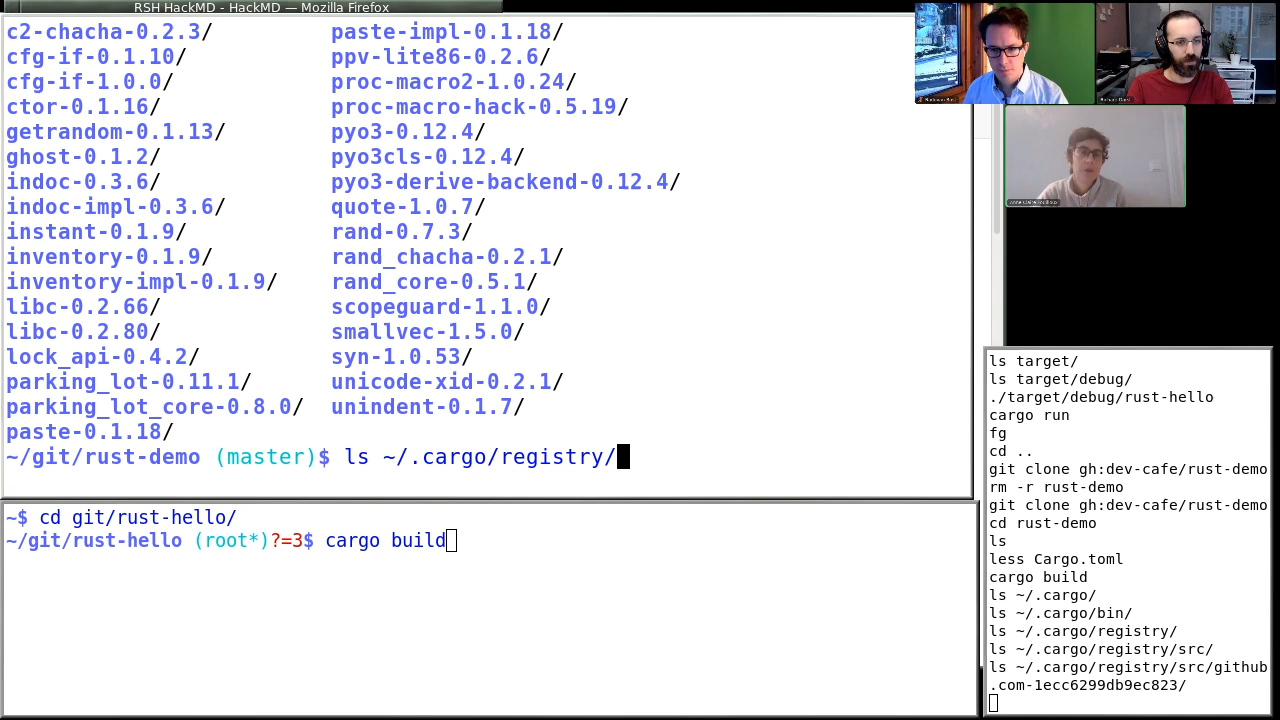 RSH HackMD - HackMD — Mozilla Firefox
c2-chacha-0.2.3/ paste-impl-0.1.18/
cfg-if-0.1.10/ ppv-lite86-0.2.6/
cfg-if-1.0.0/ proc-macro2-1.0.24/
ctor-0.1.16/ proc-macro-hack-0.5.19/
getrandom-0.1.13/ pyo3-0.12.4/
ghost-0.1.2/ pyo3cls-0.12.4/
indoc-0.3.6/ pyo3-derive-backend-0.12.4/
indoc-impl-0.3.6/ quote-1.0.7/
instant-0.1.9/ rand-0.7.3/
inventory-0.1.9/ rand_chacha-0.2.1/
inventory-impl-0.1.9/ rand_core-0.5.1/
libc-0.2.66/ scopeguard-1.1.0/
libc-0.2.80/ smallvec-1.5.0/
lock_api-0.4.2/ syn-1.0.53/
parking_lot-0.11.1/ unicode-xid-0.2.1/
parking_lot_core-0.8.0/ unindent-0.1.7/
paste-0.1.18/
~/git/rust-demo (master)$ ls ~/.cargo/registry/
~$ cd git/rust-hello/
~/git/rust-hello (root*)?=3$ cargo build
ls target/
ls target/debug/
./target/debug/rust-hello
cargo run
fg
cd ..
git clone gh:dev-cafe/rust-demo
rm -r rust-demo
git clone gh:dev-cafe/rust-demo
cd rust-demo
ls
less Cargo.toml
cargo build
ls ~/.cargo/
ls ~/.cargo/bin/
ls ~/.cargo/registry/
ls ~/.cargo/registry/src/
ls ~/.cargo/registry/src/github
.com-1ecc6299db9ec823/